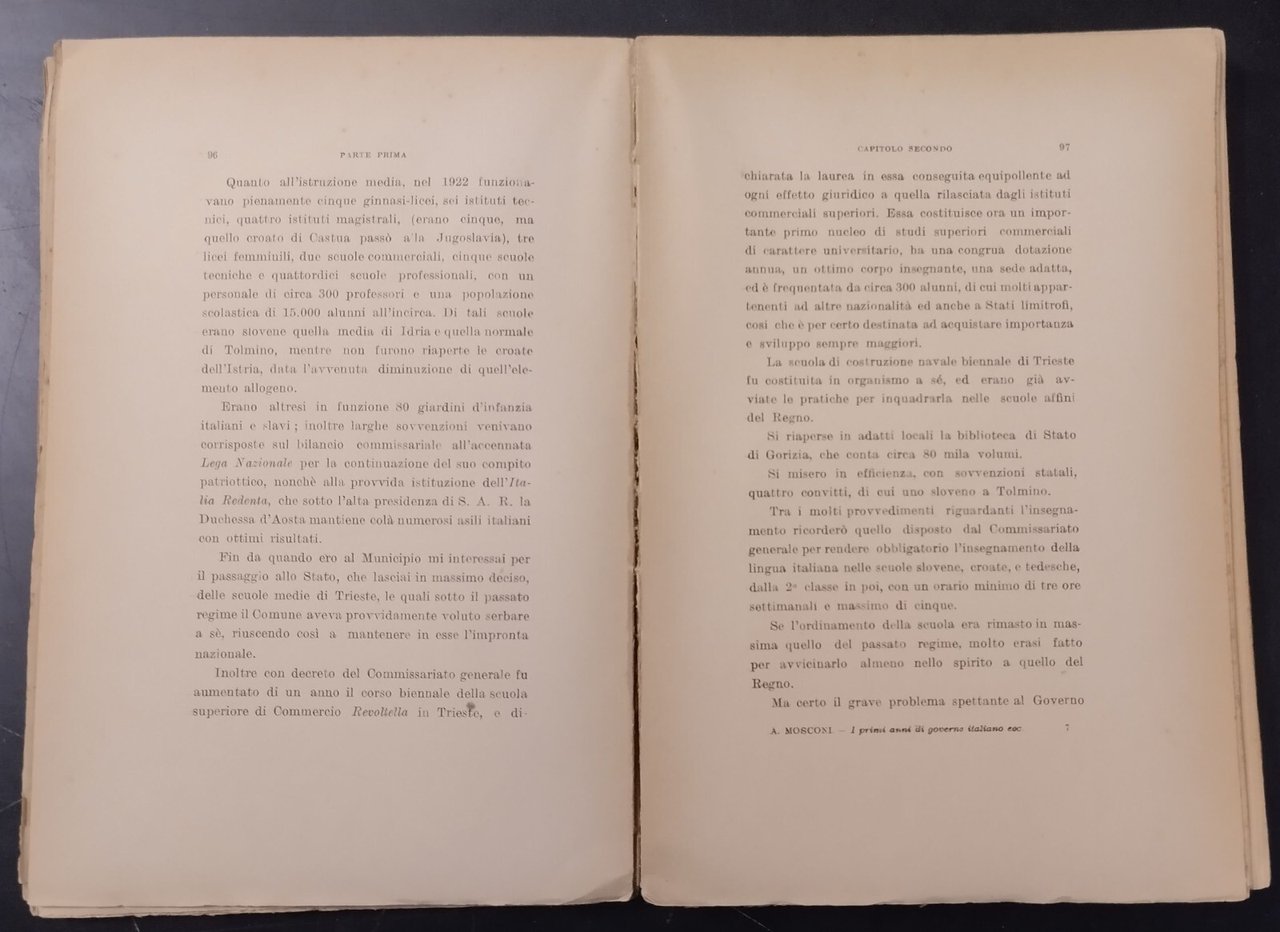 96
PARTE PRIMA
Quanto all'istruzione media, nel 1922 funziona-
vano pienamente cinque ginnasi-licei, sei istituti tec-
nici, quattro istituti magistrali, (erano cinque, ma
quello croato di Castua passò alla Jugoslavia), tre
licei femminili, due scuole commerciali, cinque scuole
tecniche e quattordici scuole professionali, con un
personale di circa 300 professori e una popolazione
scolastica di 15.000 alunni all'incirca. Di tali scuole
erano slovene quella media di Idria e quella normale
di Tolmino, mentre non furono riaperte le croate
dell'Istria, data l'avvenuta diminuzione di quell'ele-
mento allogeno.
Erano altresì in funzione 80 giardini d'infanzia
italiani e slavi ; inoltre larghe sovvenzioni venivano
corrisposte sul bilancio commissariale all'accennata
Lega Nazionale per la continuazione del suo compito
patriottico, nonchè alla provvida istituzione dell'Ita-
lia Redenta, che sotto l'alta presidenza di S. A. R. la
Duchessa d'Aosta mantiene colà numerosi asili italiani
con ottimi risultati.
Fin da quando ero al Municipio mi interessai per
il passaggio allo Stato, che lasciai in massimo deciso,
delle scuole medie di Trieste, le quali sotto il passato
regime il Comune aveva provvidamente voluto serbare
a sè, riuscendo così a mantenere in esse l'impronta
nazionale.
Inoltre con decreto del Commissariato generale fu
aumentato di un anno il corso biennale della scuola
superiore di Commercio Revoltella in Trieste, e di-
CAPITOLO SECONDO
97
chiarata la laurea in essa conseguita equipollente ad
ogni effetto giuridico a quella rilasciata dagli istituti
commerciali superiori. Essa costituisce ora un impor-
tante primo nucleo di studi superiori commerciali
di carattere universitario, ha una congrua dotazione
annua, un ottimo corpo insegnante, una sede adatta,
ed è frequentata da circa 300 alunni, di cui molti appar-
tenenti ad altre nazionalità ed anche a Stati limitrofi,
così che è per certo destinata ad acquistare importanza
e sviluppo sempre maggiori.
La scuola di costruzione navale biennale di Trieste
fu costituita in organismo a sé, ed erano già av-
viate le pratiche per inquadrarla nelle scuole affini
del Regno.
Si riaperse in adatti locali la biblioteca di Stato
di Gorizia, che conta circa 80 mila volumi.
Si misero in efficienza, con sovvenzioni statali,
quattro convitti, di cui uno sloveno a Tolmino.
Tra i molti provvedimenti riguardanti l'insegna-
mento ricorderò quello disposto dal Commissariato
generale per rendere obbligatorio l'insegnamento della
lingua italiana nelle scuole slovene, croate, e tedesche,
dalla 2ª classe in poi, con un orario minimo di tre ore
settimanali e massimo di cinque.
Se l'ordinamento della scuola era rimasto in mas-
sima quello del passato regime, molto erasi fatto
per avvicinarlo almeno nello spirito a quello del
Regno.
Ma certo il grave problema spettante al Governo
A. MOSCONI. — I primi anni di governo italiano ecc
7